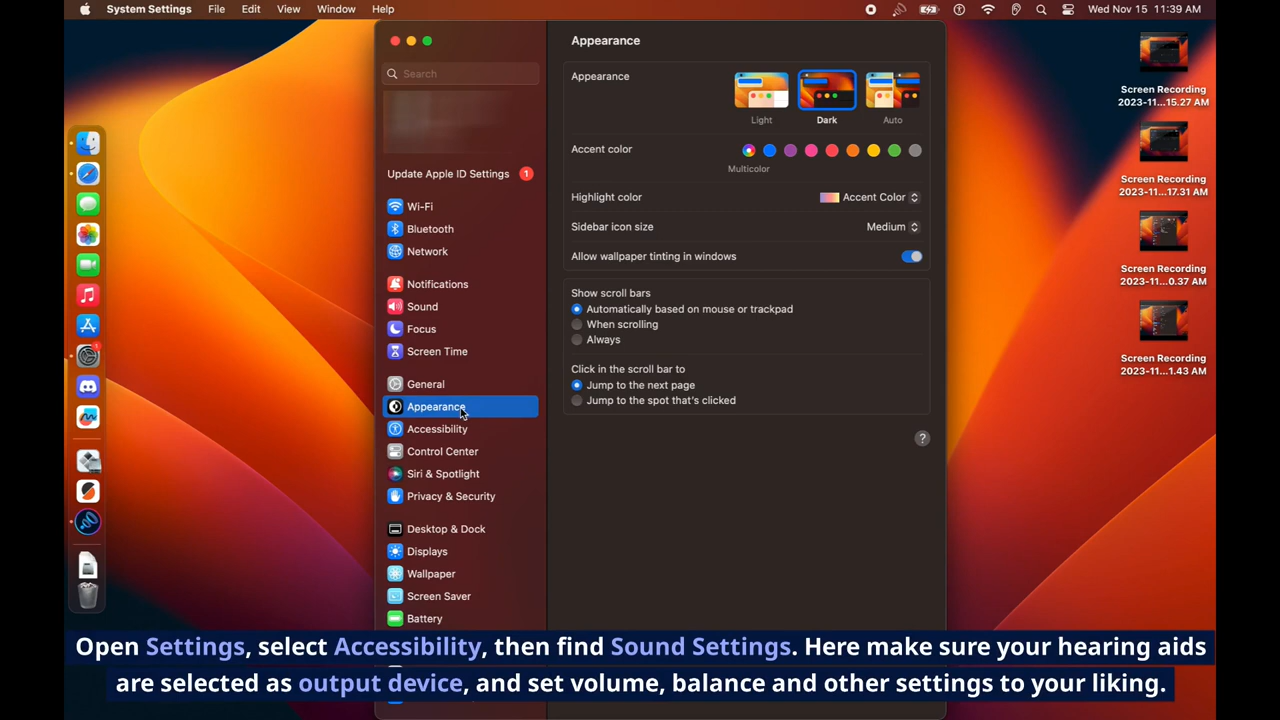 System Settings File Edit View Window Help Wed Nov 15 11:39 AM
Search
Update Apple ID Settings 1
Wi-Fi
Bluetooth
Network
Notifications
Sound
Focus
Screen Time
General
Appearance
Accessibility
Control Center
Siri & Spotlight
Privacy & Security
Desktop & Dock
Displays
Wallpaper
Screen Saver
Battery
Appearance
Appearance
Light
Dark
Auto
Accent color
Multicolor
Highlight color Accent Color
Sidebar icon size Medium
Allow wallpaper tinting in windows
Show scroll bars
Automatically based on mouse or trackpad
When scrolling
Always
Click in the scroll bar to
Jump to the next page
Jump to the spot that's clicked
?
Screen Recording
2023-11...15.27 AM
Screen Recording
2023-11...17.31 AM
Screen Recording
2023-11...0.37 AM
Screen Recording
2023-11...1.43 AM
Open Settings, select Accessibility, then find Sound Settings. Here make sure your hearing aids
are selected as output device, and set volume, balance and other settings to your liking.